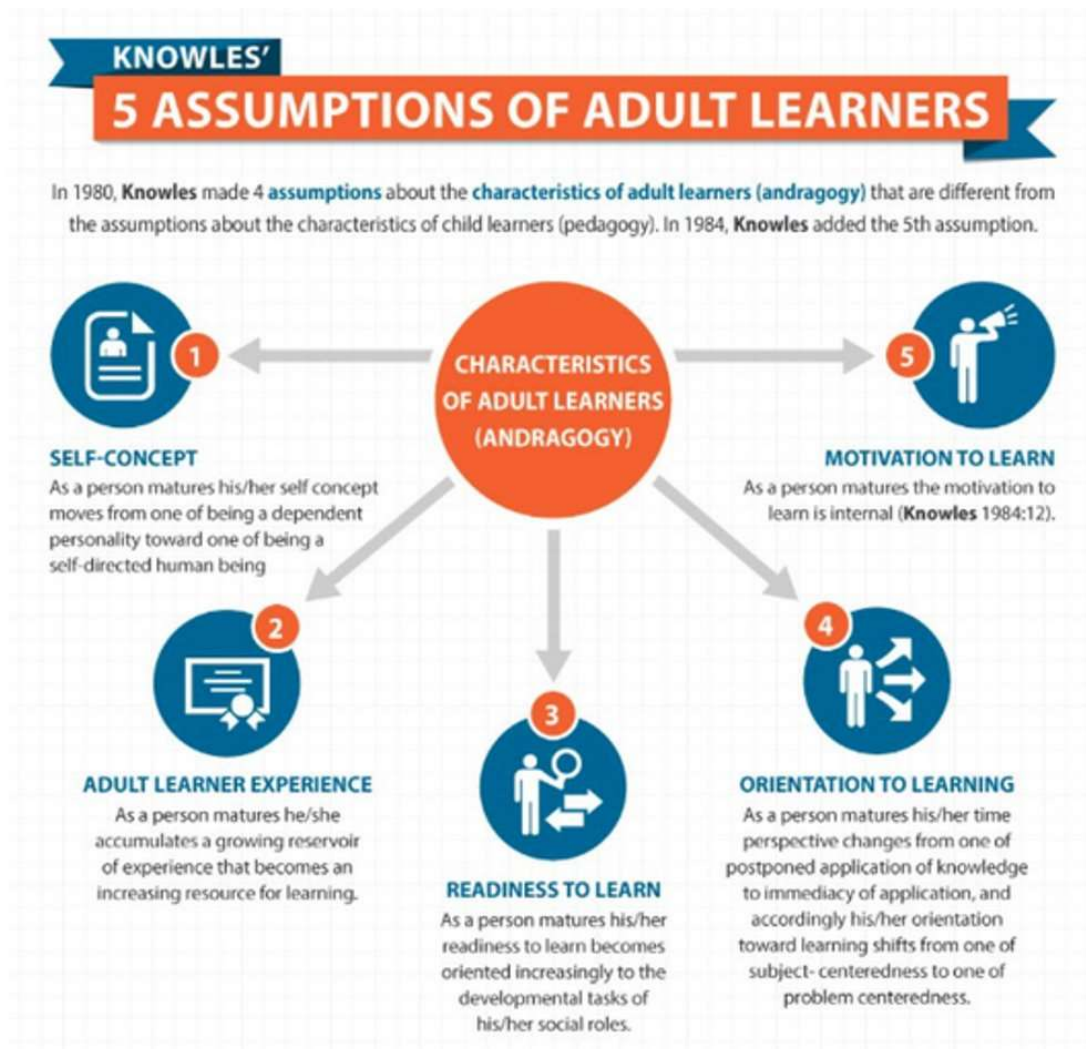 KNOWLES'
5 ASSUMPTIONS OF ADULT LEARNERS
In 1980, Knowles made 4 assumptions about the characteristics of adult learners (andragogy) that are different from
the assumptions about the characteristics of child learners (pedagogy). In 1984, Knowles added the 5th assumption.
CHARACTERISTICS
OF ADULT LEARNERS
(ANDRAGOGY)
1
SELF-CONCEPT
As a person matures his/her self concept
moves from one of being a dependent
personality toward one of being a
self-directed human being
2
ADULT LEARNER EXPERIENCE
As a person matures he/she
accumulates a growing reservoir
of experience that becomes an
increasing resource for learning.
3
READINESS TO LEARN
As a person matures his/her
readiness to learn becomes
oriented increasingly to the
developmental tasks of
his/her social roles.
4
ORIENTATION TO LEARNING
As a person matures his/her time
perspective changes from one of
postponed application of knowledge
to immediacy of application, and
accordingly his/her orientation
toward learning shifts from one of
subject- centeredness to one of
problem centeredness.
5
MOTIVATION TO LEARN
As a person matures the motivation to
learn is internal (Knowles 1984:12).